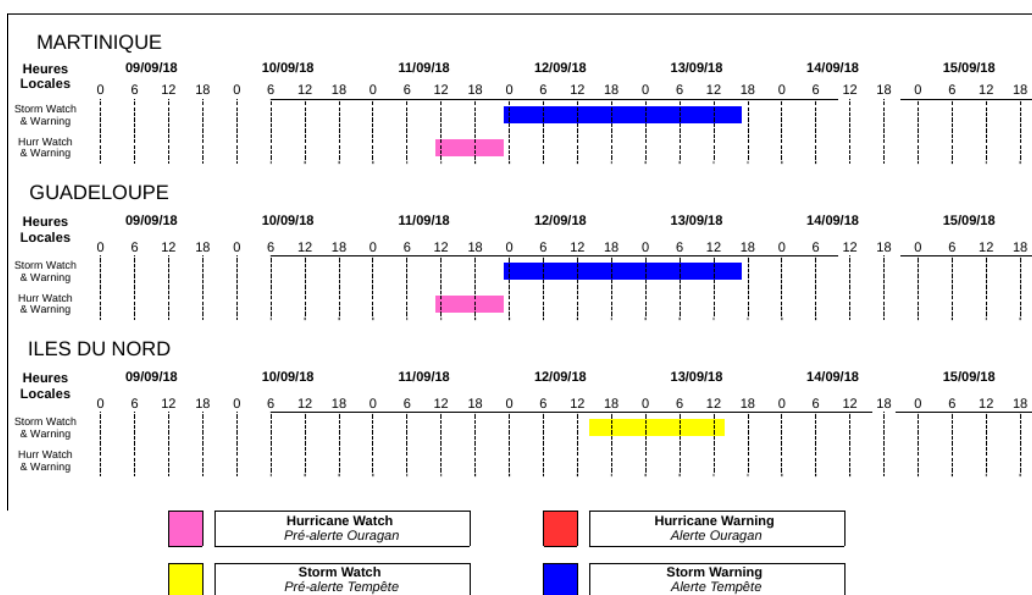 MARTINIQUE
Heures 09/09/18 10/09/18 11/09/18 12/09/18 13/09/18 14/09/18 15/09/18
Locales
0 6 12 18 0 6 12 18 0 6 12 18 0 6 12 18 0 6 12 18 0 6 12 18 0 6 12 18
Storm Watch
& Warning
Hurr Watch
& Warning
GUADELOUPE
Heures 09/09/18 10/09/18 11/09/18 12/09/18 13/09/18 14/09/18 15/09/18
Locales
0 6 12 18 0 6 12 18 0 6 12 18 0 6 12 18 0 6 12 18 0 6 12 18 0 6 12 18
Storm Watch
& Warning
Hurr Watch
& Warning
ILES DU NORD
Heures 09/09/18 10/09/18 11/09/18 12/09/18 13/09/18 14/09/18 15/09/18
Locales
0 6 12 18 0 6 12 18 0 6 12 18 0 6 12 18 0 6 12 18 0 6 12 18 0 6 12 18
Storm Watch
& Warning
Hurr Watch
& Warning
Hurricane Watch
Pré-alerte Ouragan
Hurricane Warning
Alerte Ouragan
Storm Watch
Pré-alerte Tempête
Storm Warning
Alerte Tempête